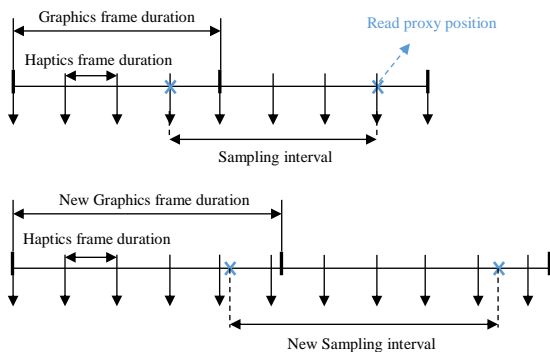 Graphics frame duration
Read proxy position
Haptics frame duration
Sampling interval
New Graphics frame duration
Haptics frame duration
New Sampling interval